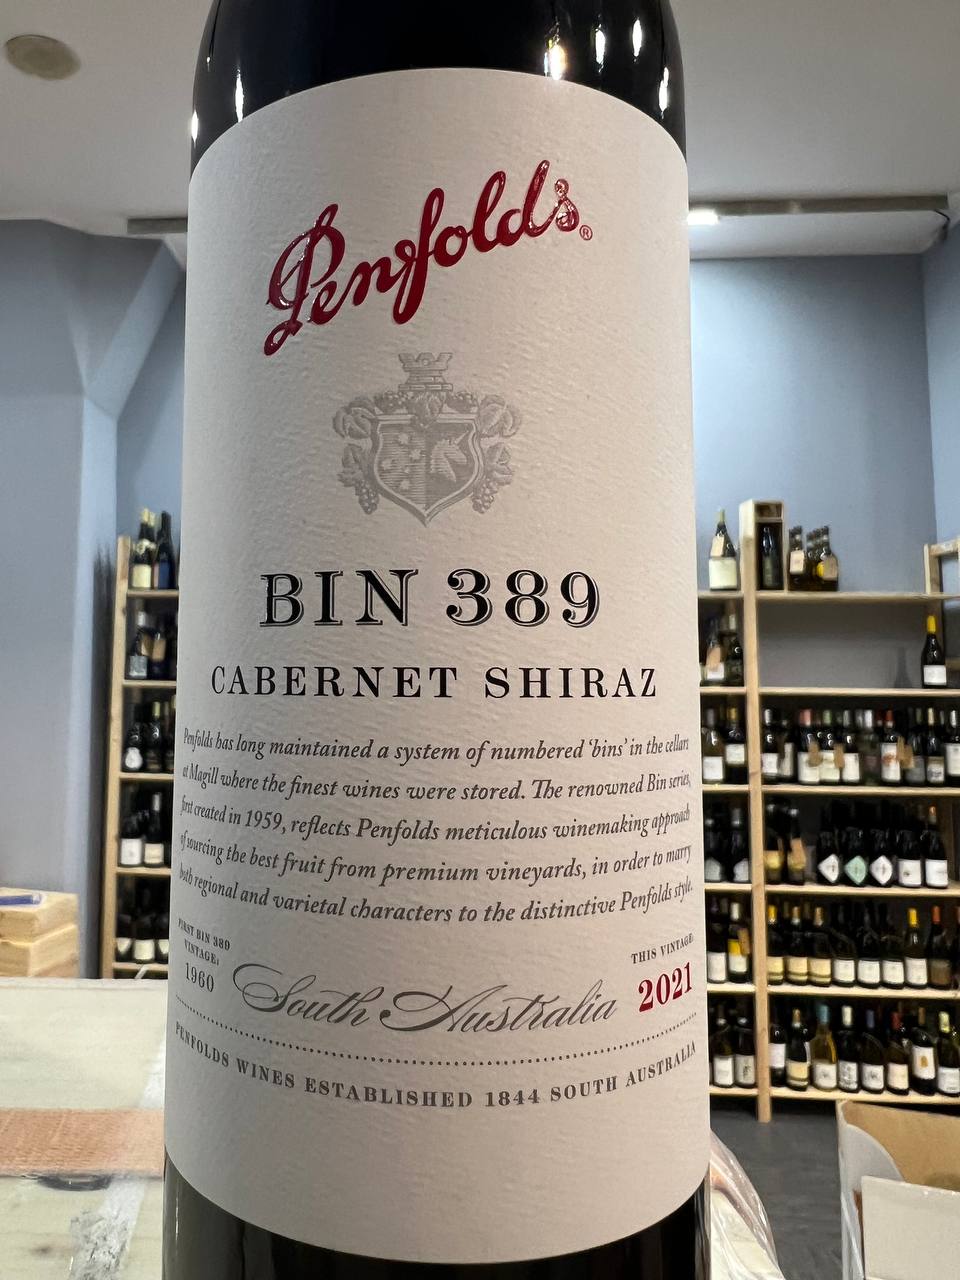 Penfolds®
BIN 389
CABERNET SHIRAZ
Penfolds has long maintained a system of numbered 'bins' in the cellars
at Magill where the finest wines were stored. The renowned Bin series,
first created in 1959, reflects Penfolds meticulous winemaking approach
of sourcing the best fruit from premium vineyards, in order to marry
both regional and varietal characters to the distinctive Penfolds style.
FIRST BIN 389
VINTAGE:
1960
South Australia
THIS VINTAGE:
2021
PENFOLDS WINES ESTABLISHED 1844 SOUTH AUSTRALIA